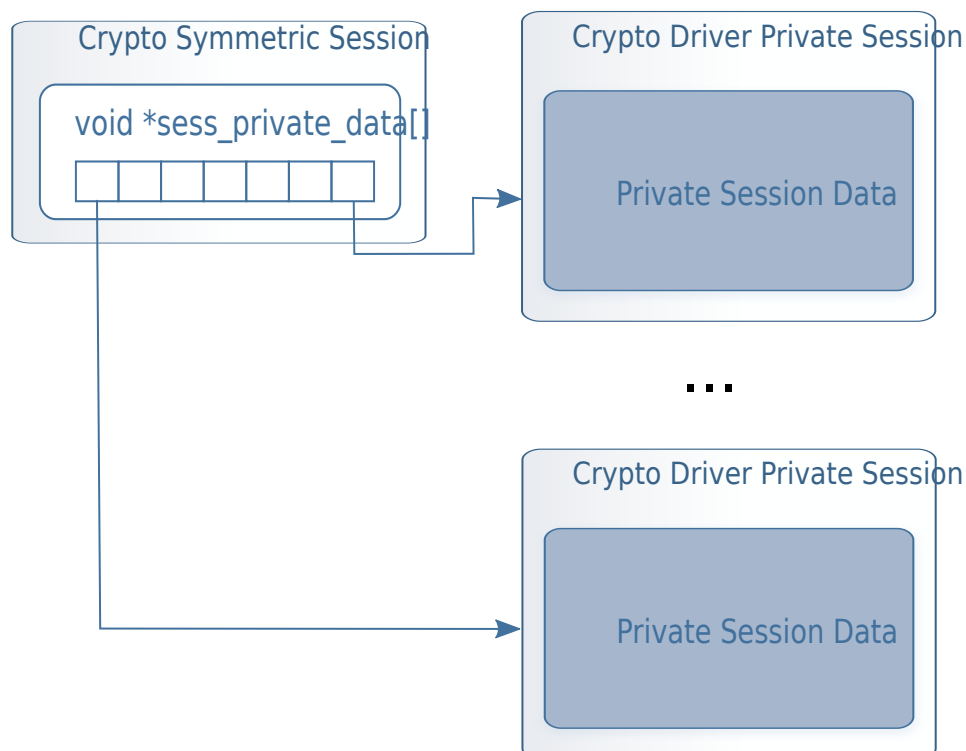 Crypto Symmetric Session
void *sess_private_data[]
Crypto Driver Private Session
Private Session Data
...
Crypto Driver Private Session
Private Session Data